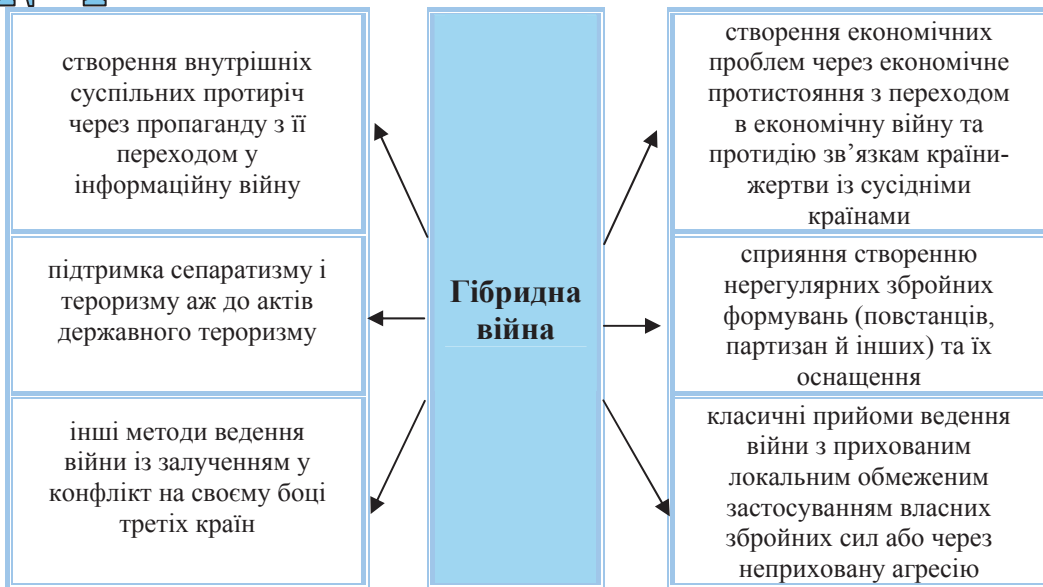 створення внутрішніх
суспільних протиріч
через пропаганду з її
переходом у
інформаційну війну
підтримка сепаратизму і
тероризму аж до актів
державного тероризму
інші методи ведення
війни із залученням у
конфлікт на своєму боці
третіх країн
Гібридна
війна
створення економічних
проблем через економічне
протистояння з переходом
в економічну війну та
протидію зв’язкам країни-
жертви із сусідніми
країнами
сприяння створенню
нерегулярних збройних
формувань (повстанців,
партизан й інших) та їх
оснащення
класичні прийоми ведення
війни з прихованим
локальним обмеженим
застосуванням власних
збройних сил або через
неприховану агресію